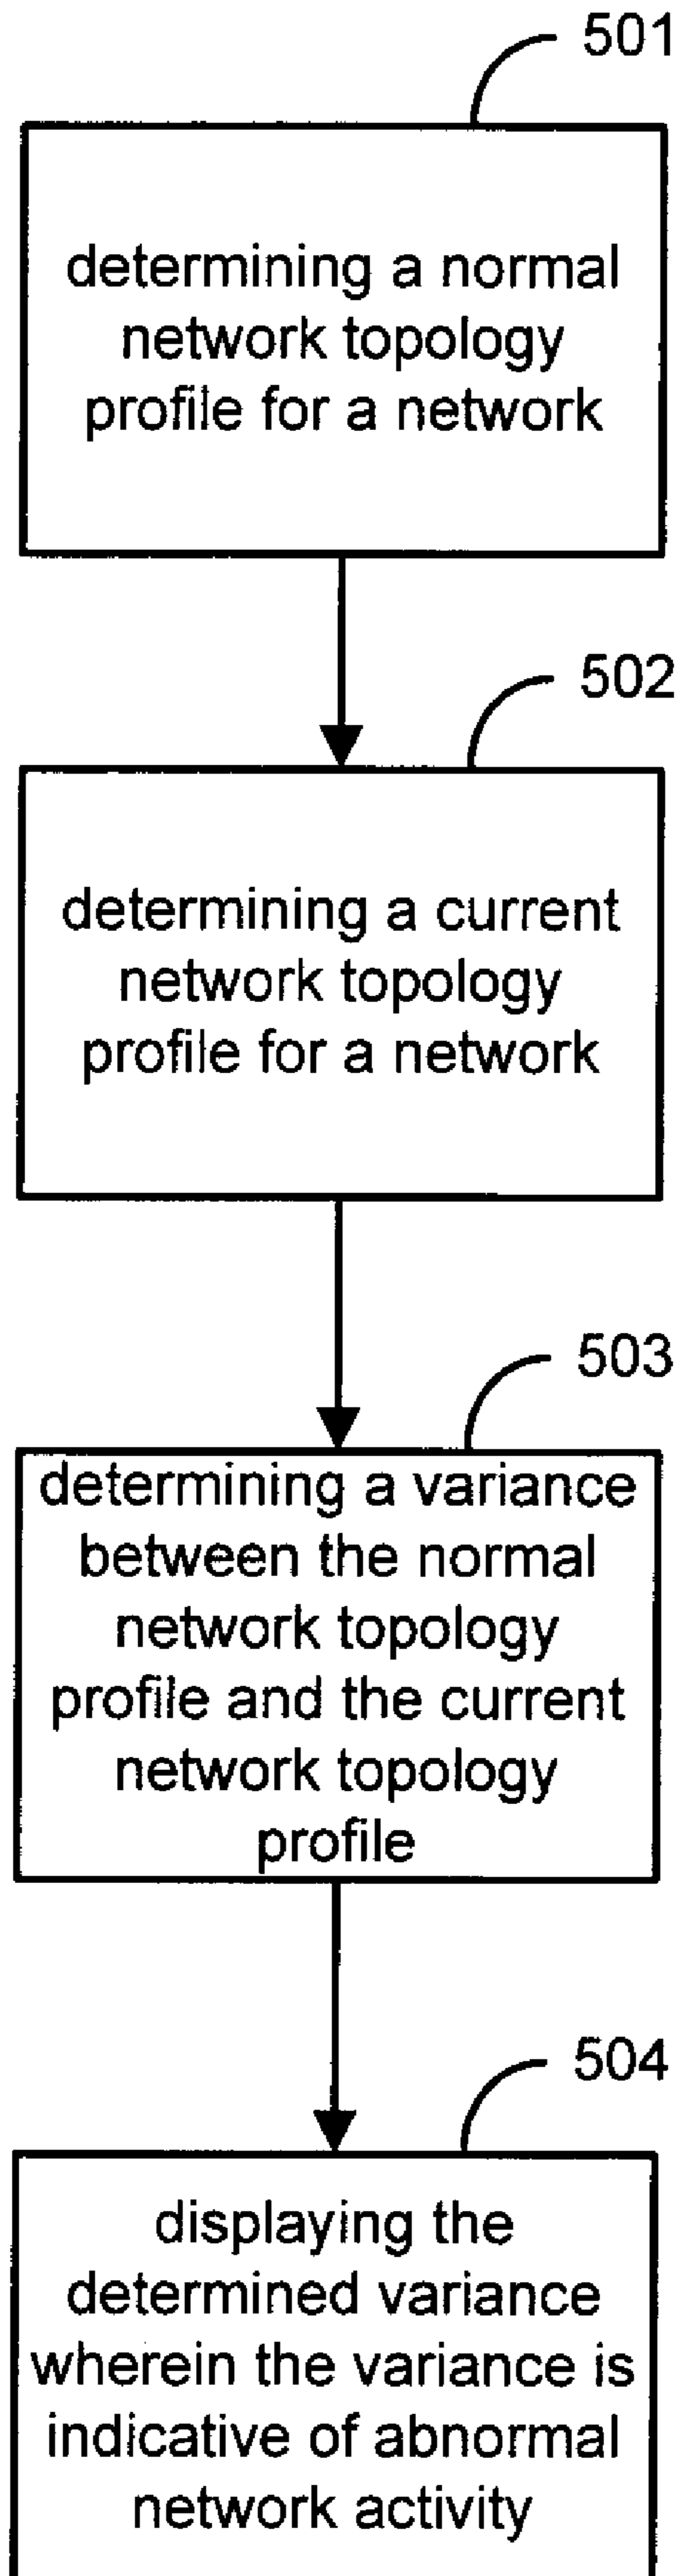 501
determining a normal
network topology
profile for a network
502
determining a current
network topology
profile for a network
503
determining a variance
between the normal
network topology
profile and the current
network topology
profile
504
displaying the
determined variance
wherein the variance is
indicative of abnormal
network activity